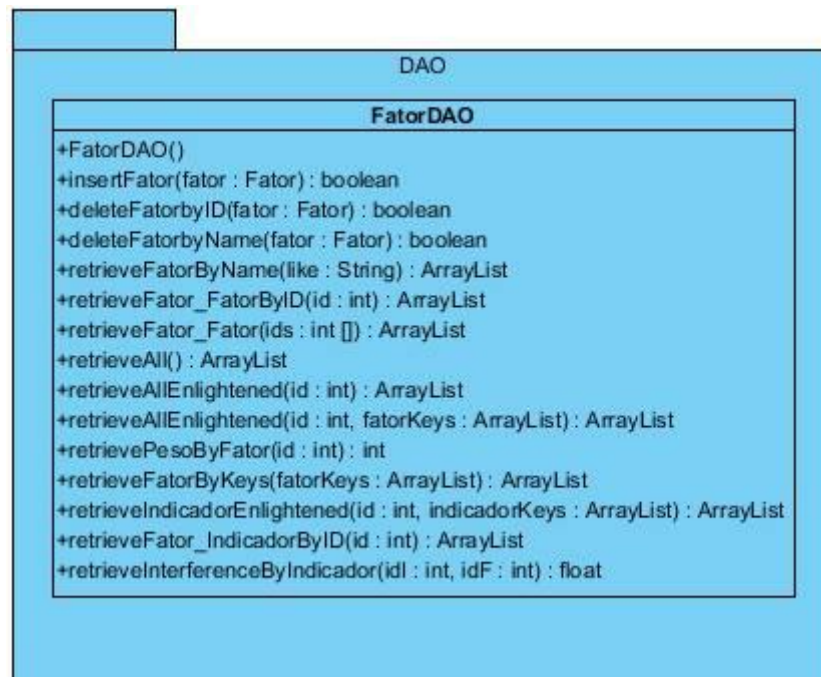 DAO
FatorDAO
+FatorDAO()
+insertFator(fator : Fator) : boolean
+deleteFatorbyID(fator : Fator) : boolean
+deleteFatorbyName(fator : Fator) : boolean
+retrieveFatorByName(like : String) : ArrayList
+retrieveFator_FatorByID(id : int) : ArrayList
+retrieveFator_Fator(ids : int []) : ArrayList
+retrieveAll() : ArrayList
+retrieveAllEnlightened(id : int) : ArrayList
+retrieveAllEnlightened(id : int, fatorKeys : ArrayList) : ArrayList
+retrievePesoByFator(id : int) : int
+retrieveFatorByKeys(fatorKeys : ArrayList) : ArrayList
+retrieveIndicadorEnlightened(id : int, indicadorKeys : ArrayList) : ArrayList
+retrieveFator_IndicadorByID(id : int) : ArrayList
+retrieveInterferenceByIndicador(idI : int, idF : int) : float